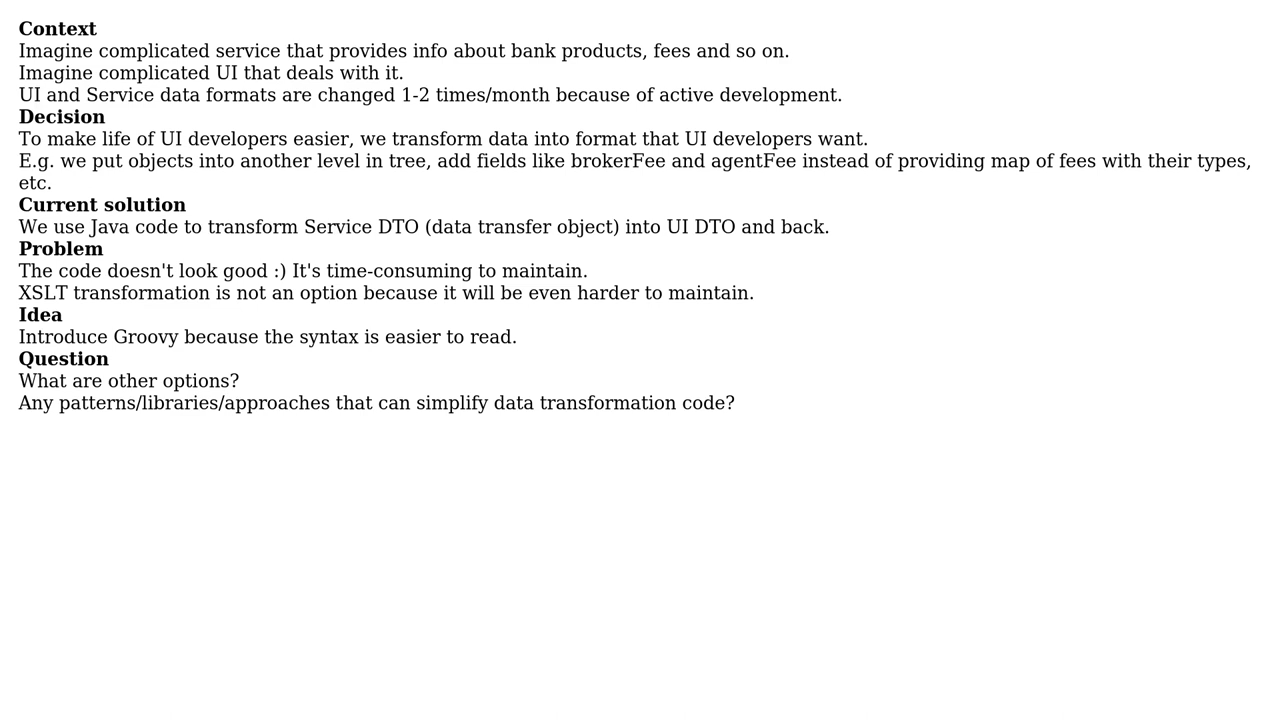 Context
Imagine complicated service that provides info about bank products, fees and so on.
Imagine complicated UI that deals with it.
UI and Service data formats are changed 1-2 times/month because of active development.
Decision
To make life of UI developers easier, we transform data into format that UI developers want.
E.g. we put objects into another level in tree, add fields like brokerFee and agentFee instead of providing map of fees with their types,
etc.
Current solution
We use Java code to transform Service DTO (data transfer object) into UI DTO and back.
Problem
The code doesn't look good :) It's time-consuming to maintain.
XSLT transformation is not an option because it will be even harder to maintain.
Idea
Introduce Groovy because the syntax is easier to read.
Question
What are other options?
Any patterns/libraries/approaches that can simplify data transformation code?